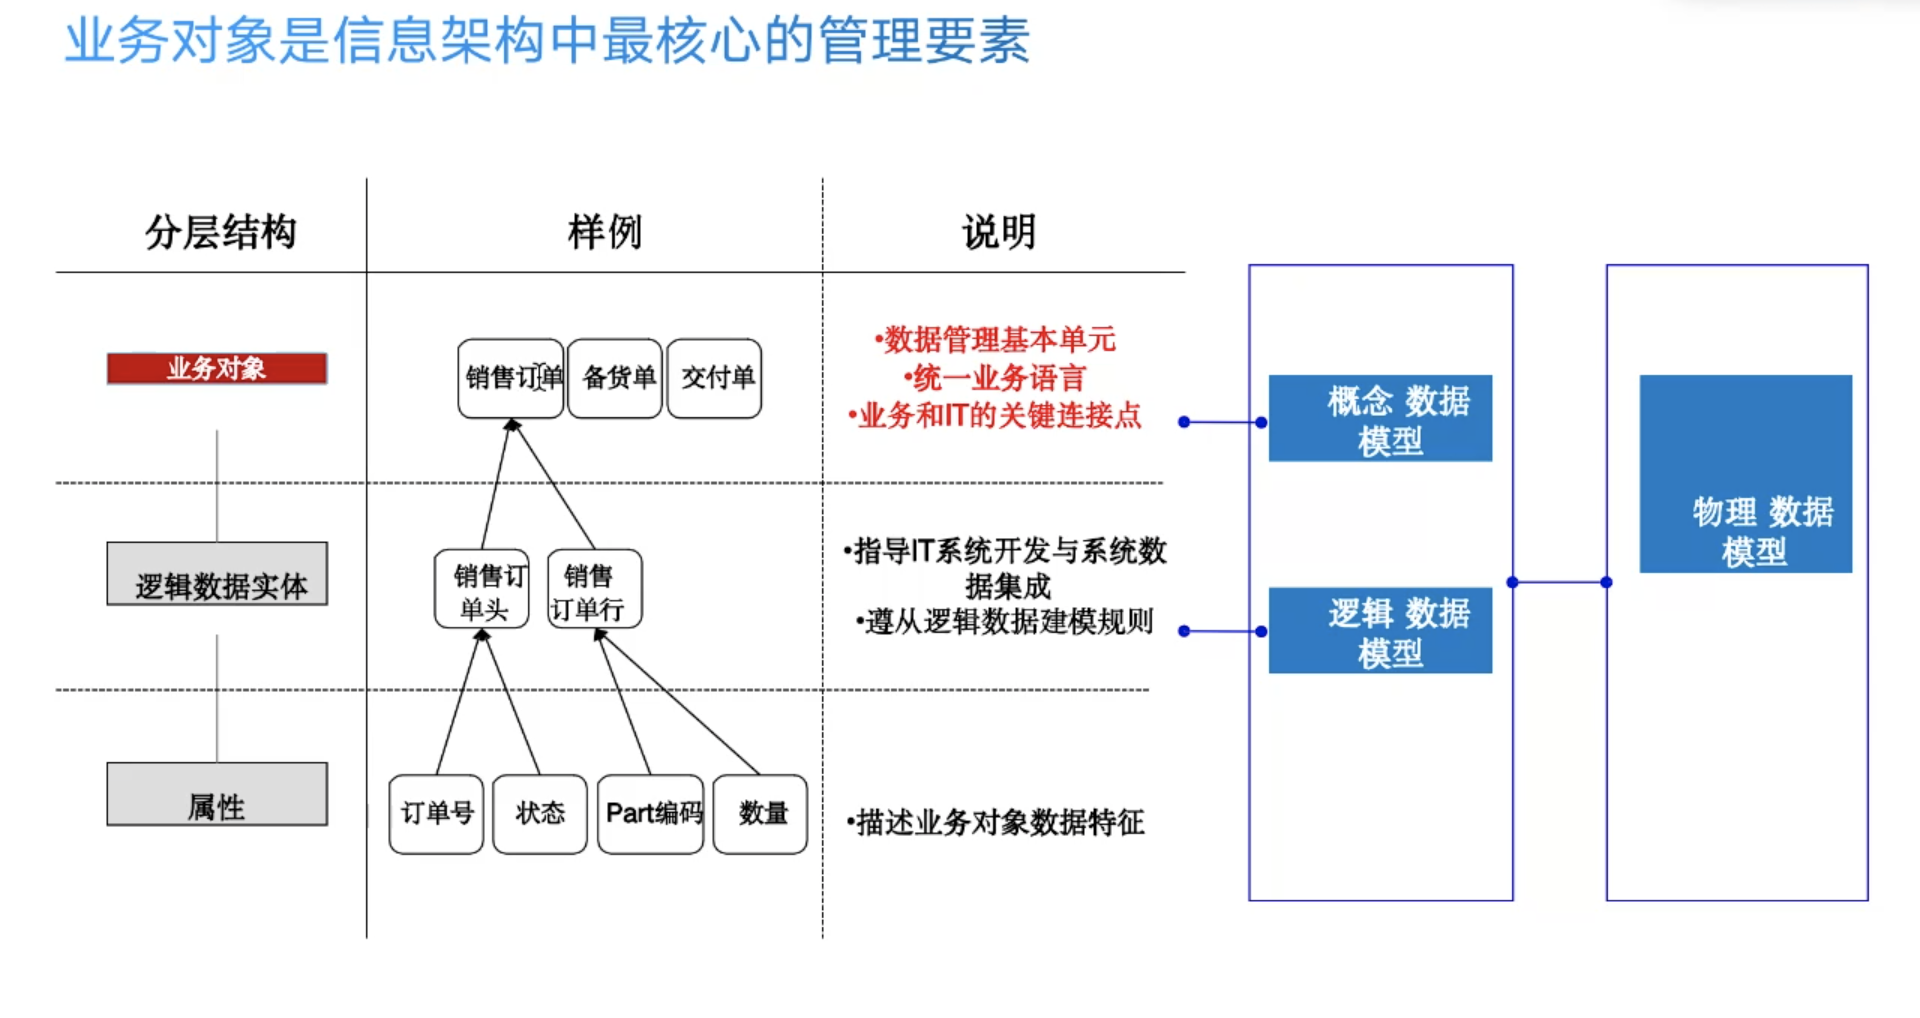 业务对象是信息架构中最核心的管理要素
分层结构
样例
说明
业务对象
销售订单
备货单
交付单
•数据管理基本单元
•统一业务语言
•业务和IT的关键连接点
概念 数据
模型
物理 数据
模型
逻辑数据实体
销售订
单头
销售
订单行
•指导IT系统开发与系统数
据集成
•遵从逻辑数据建模规则
逻辑 数据
模型
属性
订单号
状态
Part编码
数量
•描述业务对象数据特征